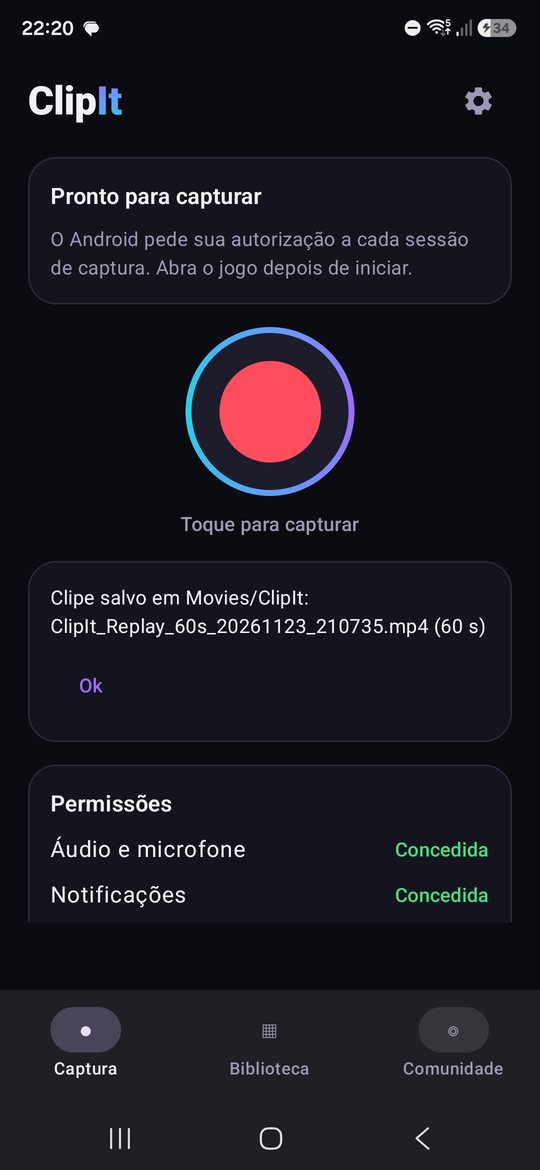 22:20
5
34
ClipIt
Pronto para capturar
O Android pede sua autorização a cada sessão
de captura. Abra o jogo depois de iniciar.
Toque para capturar
Clipe salvo em Movies/ClipIt:
ClipIt_Replay_60s_20261123_210735.mp4 (60 s)
Ok
Permissões
Áudio e microfone Concedida
Notificações Concedida
Captura Biblioteca Comunidade